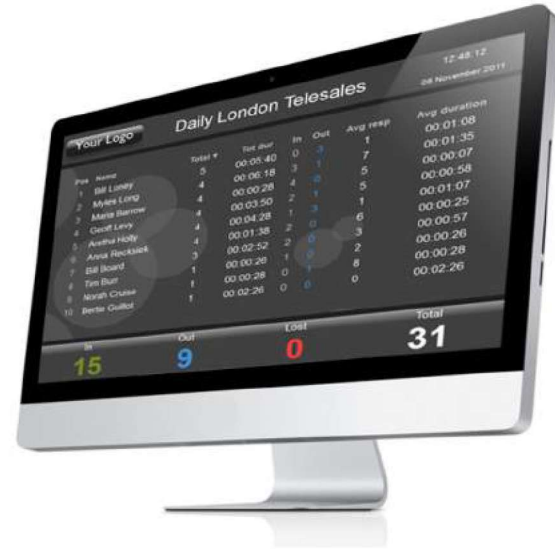 12:48:12
Your Logo Daily London Telesales 08 November 2011
Pos Name Total ▼ Tot dur In Out Avg resp Avg duration
1 Bill Loney 5 00:05:40 0 3 1 00:01:08
2 Myles Long 4 00:06:18 3 1 7 00:01:35
3 Maria Barrow 4 00:00:28 4 0 5 00:00:07
4 Geoff Levy 4 00:03:50 2 1 5 00:00:58
5 Aretha Holly 4 00:04:28 1 3 1 00:01:07
6 Anna 4 00:01:38 2 0 6 00:00:25
7 Bill Board 3 00:02:52 2 0 3 00:00:57
8 Tim Burr 1 00:00:26 1 0 2 00:00:26
9 Norah Cruise 1 00:00:28 0 1 8 00:00:28
10 Bertie Guillot 1 00:02:26 0 0 00:02:26
In Out Lost Total
15 9 0 31